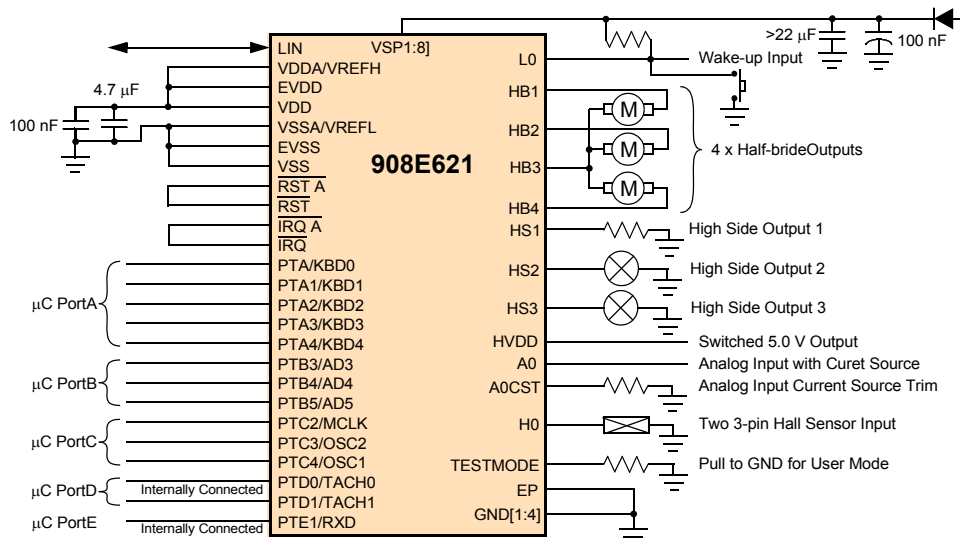 >22 μF
100 nF
LIN
VSP1:8]
L0
Wake-up Input
VDDA/VREFH
EVDD
VDD
4.7 μF
100 nF
VSSA/VREFL
EVSS
VSS
908E621
HB1
HB2
HB3
HB4
M
M
M
4 x Half-brideOutputs
RST A
RST
IRQ A
IRQ
HS1
High Side Output 1
HS2
High Side Output 2
HS3
High Side Output 3
μC PortA
PTA/KBD0
PTA1/KBD1
PTA2/KBD2
PTA3/KBD3
PTA4/KBD4
HVDD
Switched 5.0 V Output
μC PortB
PTB3/AD3
PTB4/AD4
PTB5/AD5
A0
Analog Input with Curet Source
A0CST
Analog Input Current Source Trim
μC PortC
PTC2/MCLK
PTC3/OSC2
PTC4/OSC1
H0
Two 3-pin Hall Sensor Input
TESTMODE
Pull to GND for User Mode
μC PortD
Internally Connected
PTD0/TACH0
PTD1/TACH1
EP
GND[1:4]
μC PortE
Internally Connected
PTE1/RXD